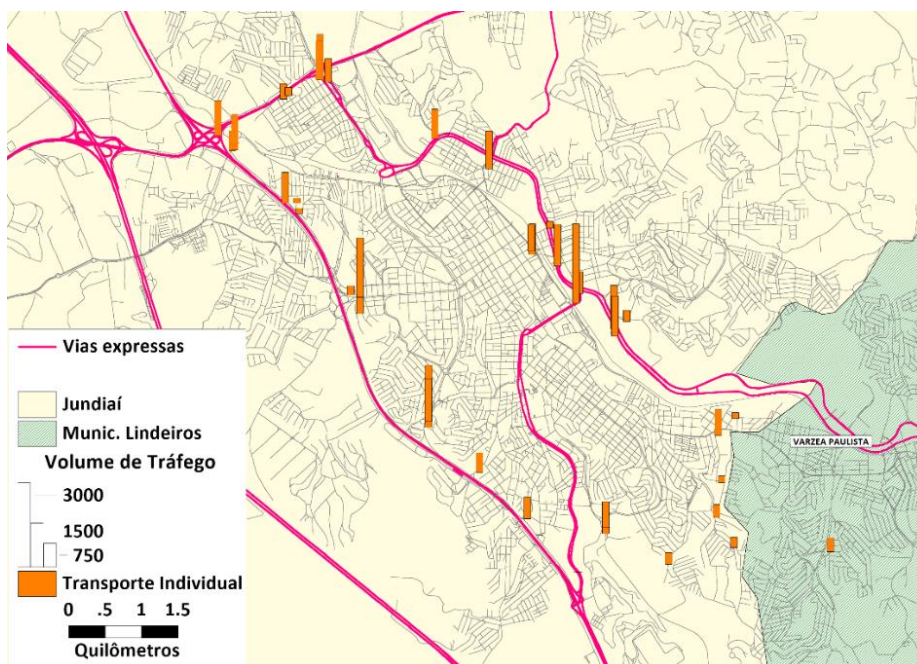 VARZEA PAULISTA
Vias expressas
Jundiaí
Munic. Lindeiros
Volume de Tráfego
3000
1500
750
Transporte Individual
0 .5 1 1.5
Quilômetros